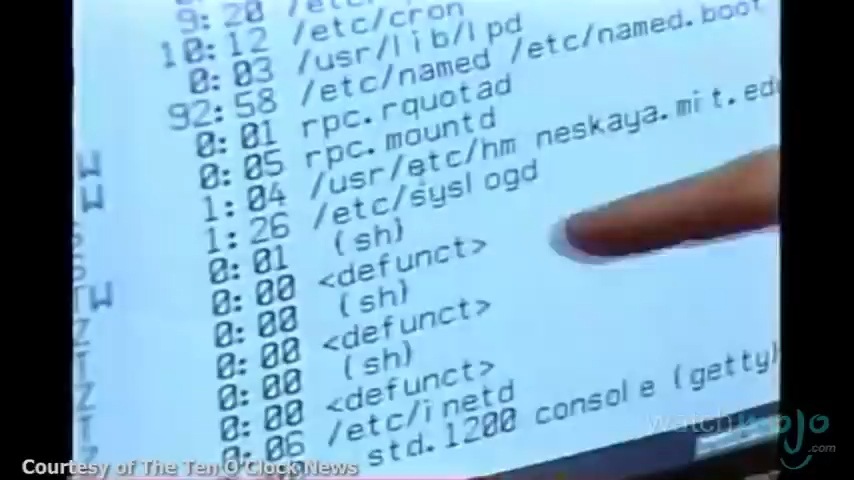 9:20 /etc/
10:12 /etc/cron
0:03 /usr/lib/lpd
92:58 /etc/named /etc/named.boot
0:01 rpc.rquotad
0:05 rpc.mountd
W 1:04 /usr/etc/hm neskaya.mit.edu
W 1:26 /etc/syslogd
S 0:01 (sh)
S 0:00 <defunct>
TW 0:00 (sh)
Z 0:00 <defunct>
T 0:00 (sh)
Z 0:00 <defunct>
T 0:06 /etc/inetd
Z std.1200 console (getty)
watchmojo
.com
Courtesy of The Ten O'Clock News